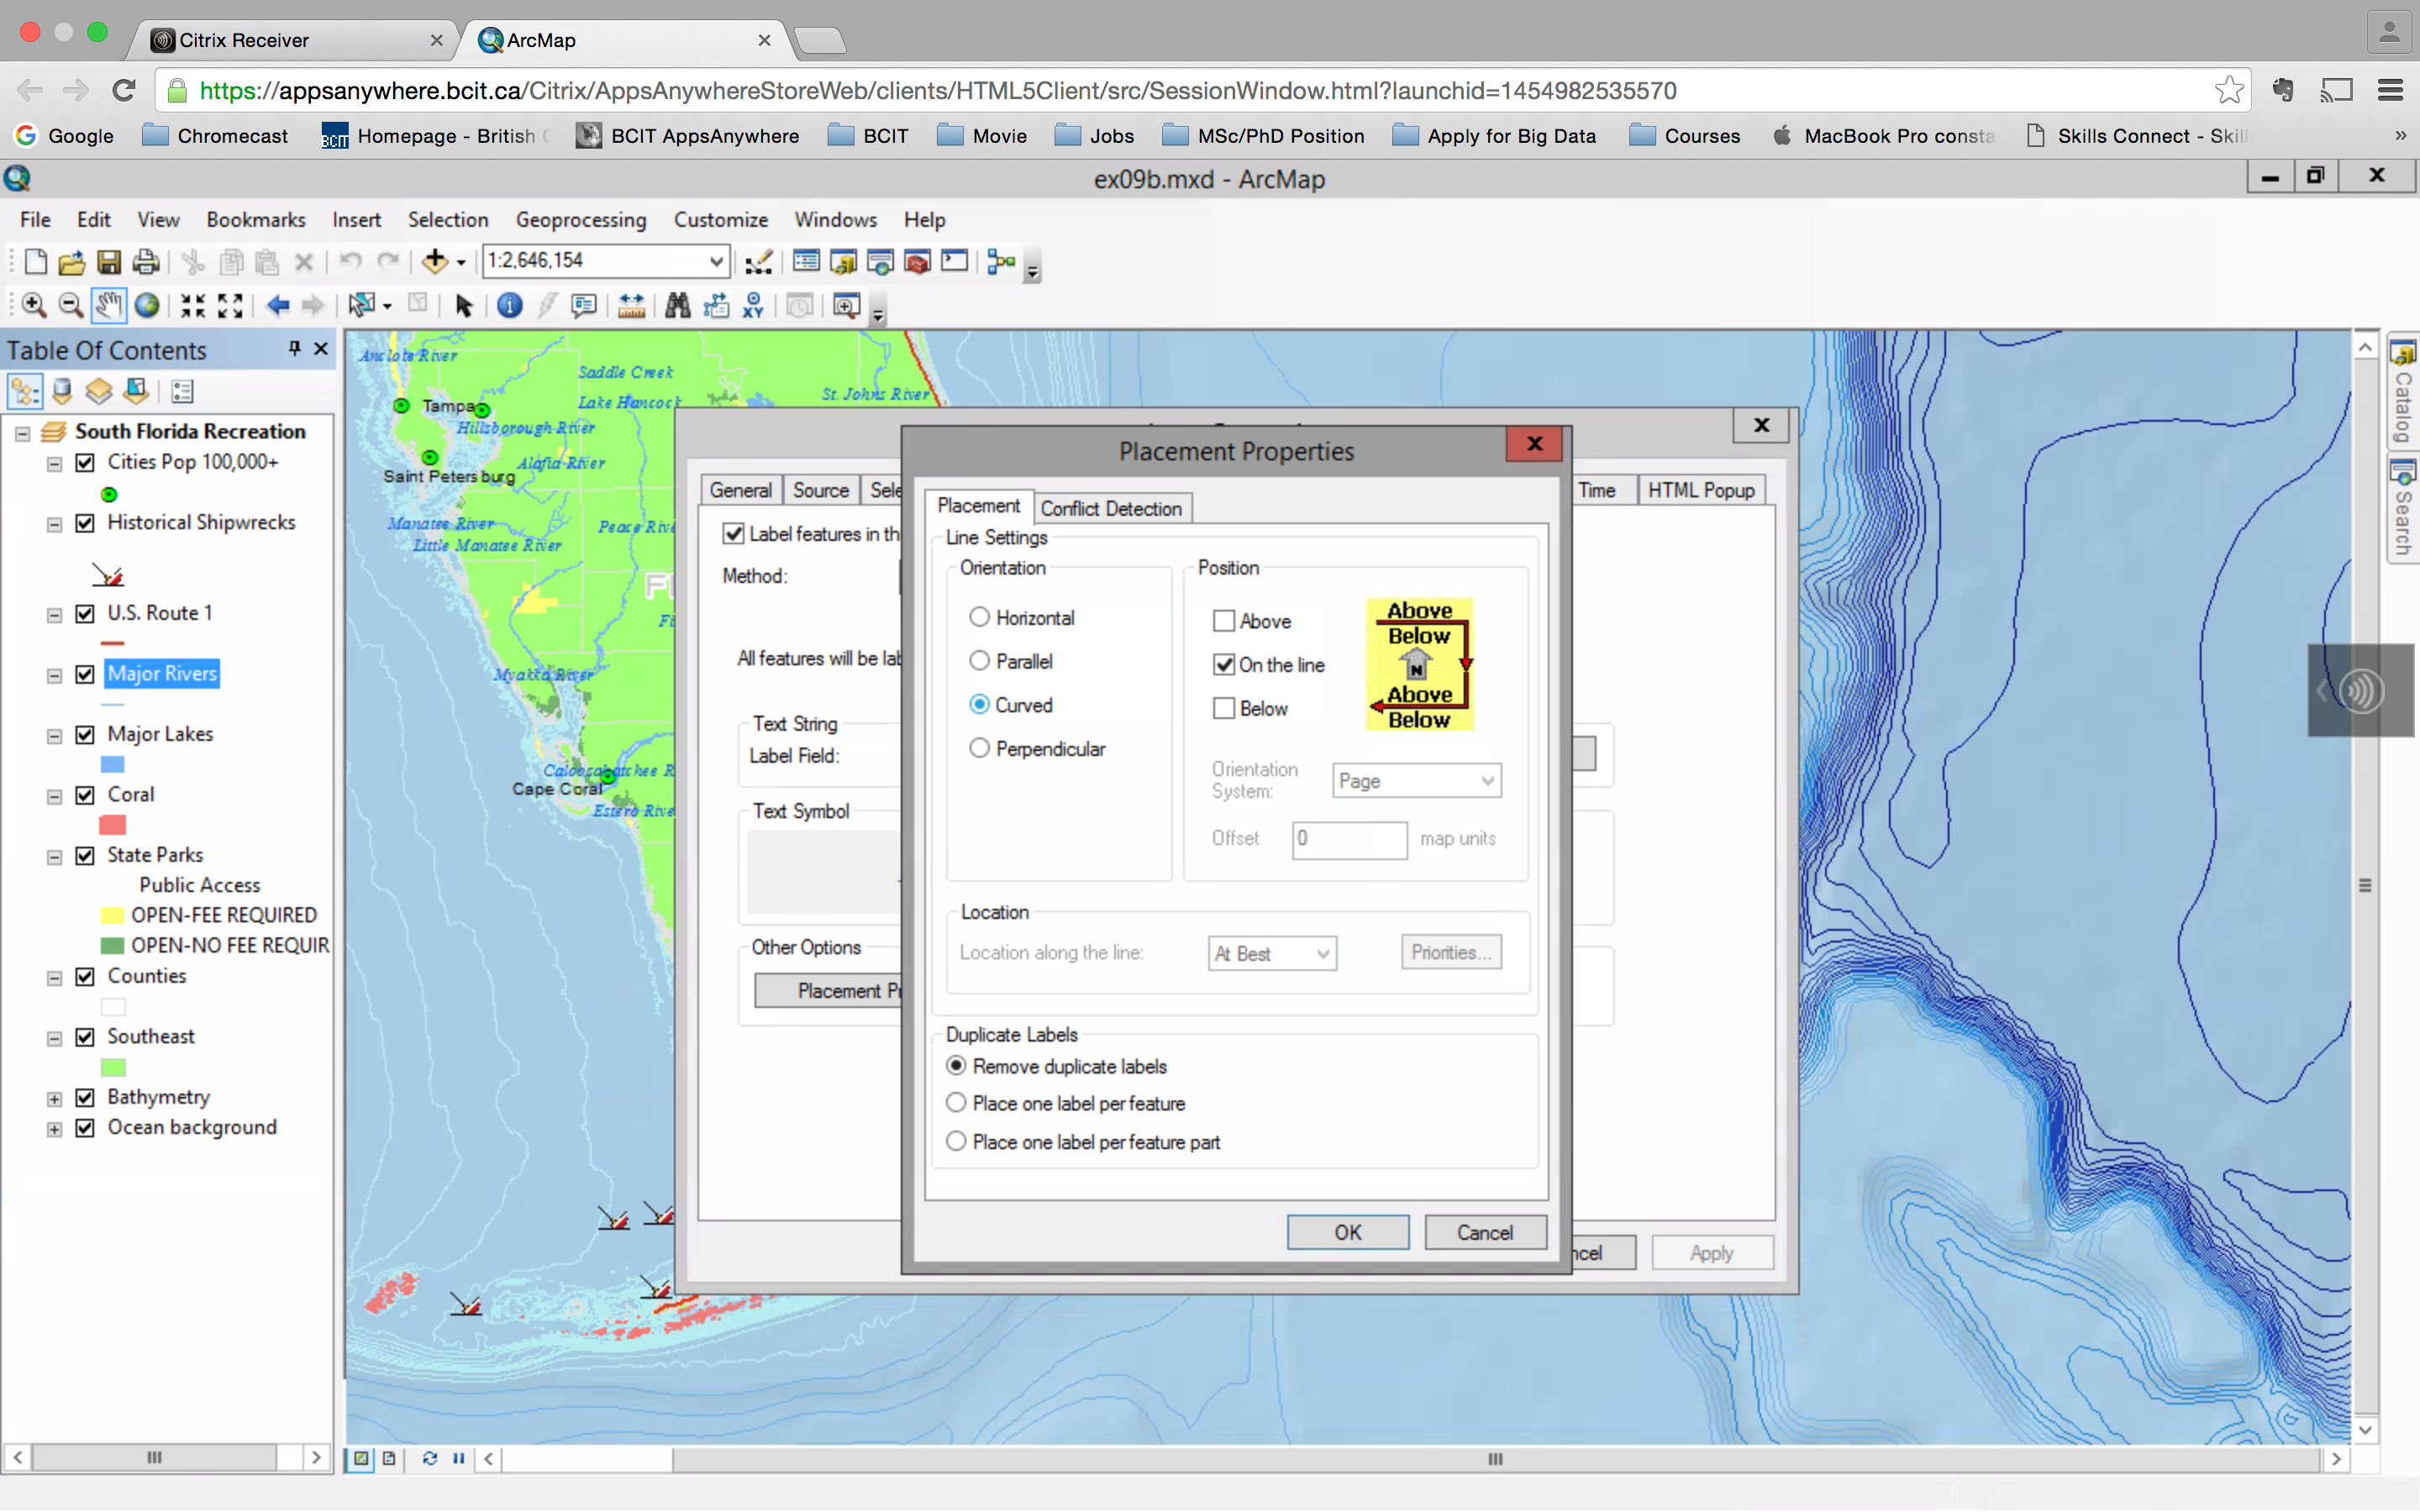 Citrix Receiver
ArcMap
https://appsanywhere.bcit.ca/Citrix/AppsAnywhereStoreWeb/clients/HTML5Client/src/SessionWindow.html?launchid=1454982535570
Google Chromecast BCIT Homepage - British BCIT AppsAnywhere BCIT Movie Jobs MSc/PhD Position Apply for Big Data Courses MacBook Pro consta Skills Connect - Skil »
ex09b.mxd - ArcMap
File Edit View Bookmarks Insert Selection Geoprocessing Customize Windows Help
1:2,646,154
XY
Table Of Contents
South Florida Recreation
Cities Pop 100,000+
Historical Shipwrecks
U.S. Route 1
Major Rivers
Major Lakes
Coral
State Parks
Public Access
OPEN-FEE REQUIRED
OPEN-NO FEE REQUIR
Counties
Southeast
Bathymetry
Ocean background
Anclote River
Saddle Creek
Lake Hancock
St. Johns River
Tampa
Hillsborough River
Alafia River
Saint Petersburg
Manatee River
Peace Rive
Little Manatee River
Myakka River
Caloosahatchee R
Cape Coral
Estero Rive
General Source Sele
Time HTML Popup
Label features in th
Method:
All features will be lab
Text String
Label Field:
Text Symbol
Other Options
Placement Pr
ncel
Apply
Placement Properties
Placement Conflict Detection
Line Settings
Orientation
Horizontal
Parallel
Curved
Perpendicular
Position
Above
On the line
Below
Above
Below
N
Above
Below
Orientation System: Page
Offset 0 map units
Location
Location along the line: At Best Priorities...
Duplicate Labels
Remove duplicate labels
Place one label per feature
Place one label per feature part
OK Cancel
Catalog
Search